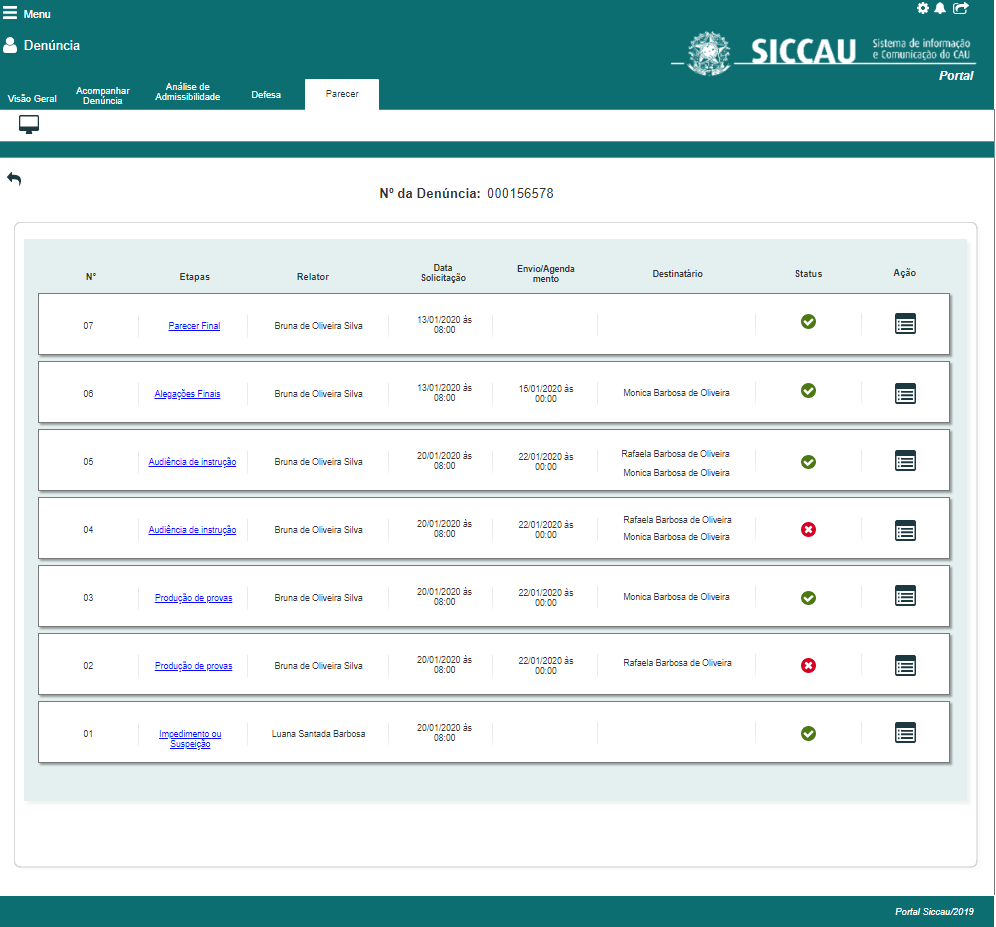 Menu
Denúncia
SICCAU
Sistema de informação
e Comunicação do CAU
Portal
Visão Geral
Acompanhar
Denúncia
Análise de
Admissibilidade
Defesa
Parecer
Nº da Denúncia: 000156578
N°
Etapas
Relator
Data
Solicitação
Envio/Agenda
mento
Destinatário
Status
Ação
07
Parecer Final
Bruna de Oliveira Silva
13/01/2020 às
08:00
06
Alegações Finais
Bruna de Oliveira Silva
13/01/2020 às
08:00
15/01/2020 às
00:00
Monica Barbosa de Oliveira
05
Audiência de instrução
Bruna de Oliveira Silva
20/01/2020 às
08:00
22/01/2020 às
00:00
Rafaela Barbosa de Oliveira
Monica Barbosa de Oliveira
04
Audiência de instrução
Bruna de Oliveira Silva
20/01/2020 às
08:00
22/01/2020 às
00:00
Rafaela Barbosa de Oliveira
Monica Barbosa de Oliveira
03
Produção de provas
Bruna de Oliveira Silva
20/01/2020 às
08:00
22/01/2020 às
00:00
Monica Barbosa de Oliveira
02
Produção de provas
Bruna de Oliveira Silva
20/01/2020 às
08:00
22/01/2020 às
00:00
Rafaela Barbosa de Oliveira
01
Impedimento ou
Suspeição
Luana Santada Barbosa
20/01/2020 às
08:00
Portal Siccau/2019